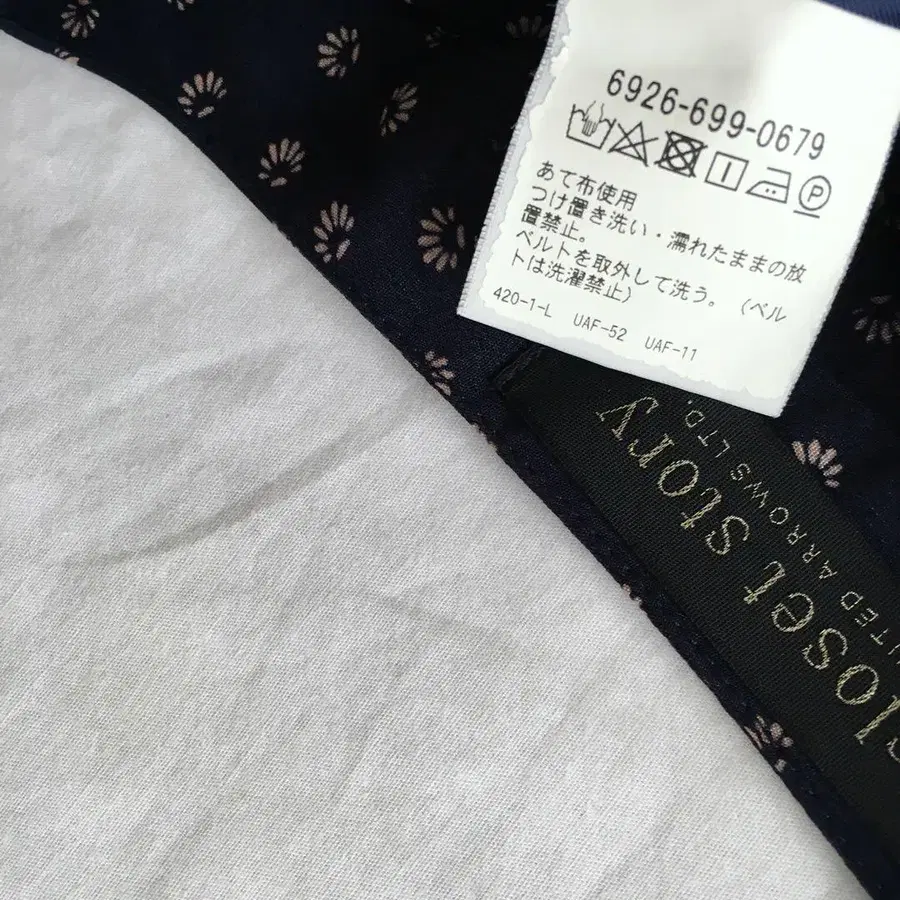 6926-699-0679
P
あて布使用
つけ置き洗い・濡れたままの放
置禁止。
ベルトを取外して洗う。（ベル
トは洗濯禁止）
420-1-L UAF-52 UAF-11
closet story
UNITED ARROWS LTD.